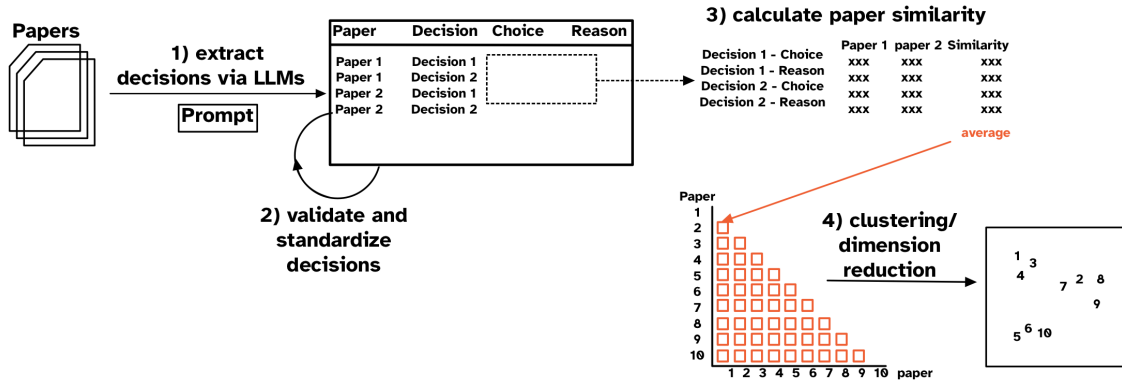 Papers
1) extract
decisions via LLMs
Prompt
Paper Decision Choice Reason
Paper 1 Decision 1
Paper 1 Decision 2
Paper 2 Decision 1
Paper 2 Decision 2
2) validate and
standardize
decisions
3) calculate paper similarity
Paper 1 paper 2 Similarity
Decision 1 - Choice xxx xxx xxx
Decision 1 - Reason xxx xxx xxx
Decision 2 - Choice xxx xxx xxx
Decision 2 - Reason xxx xxx xxx
average
Paper
1
2
3
4
5
6
7
8
9
10
1 2 3 4 5 6 7 8 9 10 paper
4) clustering/
dimension
reduction
1 3
4
7 2 8
9
5 6 10